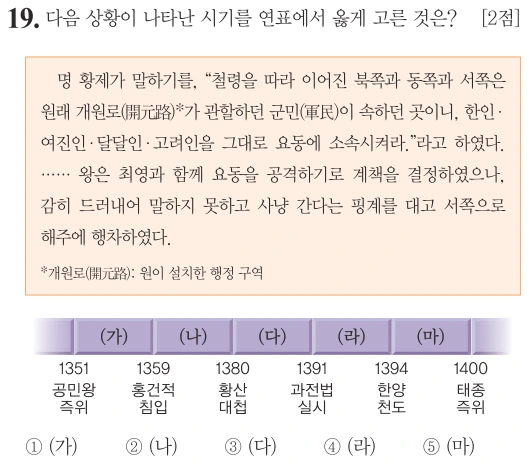 19. 다음 상황이 나타난 시기를 연표에서 옳게 고른 것은? [2점]
명 황제가 말하기를, “철령을 따라 이어진 북쪽과 동쪽과 서쪽은
원래 개원로(開元路)*가 관할하던 군민(軍民)이 속하던 곳이니, 한인·
여진인·달달인·고려인을 그대로 요동에 소속시켜라.”라고 하였다.
…… 왕은 최영과 함께 요동을 공격하기로 계책을 결정하였으나,
감히 드러내어 말하지 못하고 사냥 간다는 핑계를 대고 서쪽으로
해주에 행차하였다.
*개원로(開元路): 원이 설치한 행정 구역
(가) (나) (다) (라) (마)
1351 1359 1380 1391 1394 1400
공민왕 홍건적 황산 과전법 한양 태종
즉위 침입 대첩 실시 천도 즉위
① (가) ② (나) ③ (다) ④ (라) ⑤ (마)